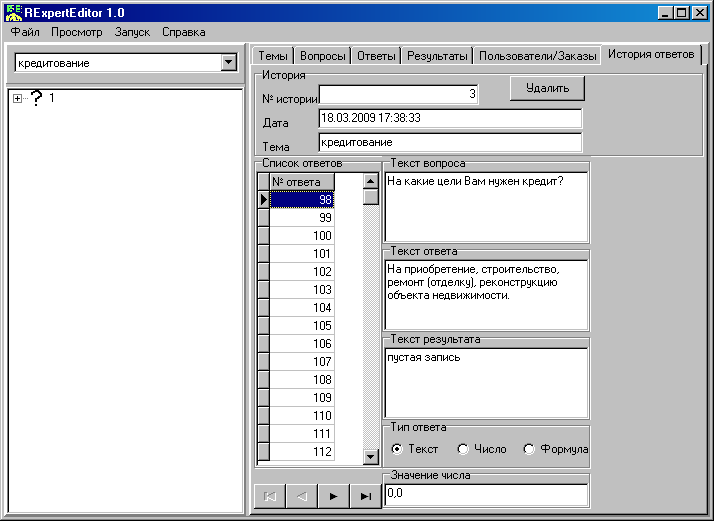 RExpertEditor 1.0
Файл Просмотр Запуск Справка
кредитование
1
Темы Вопросы Ответы Результаты Пользователи/Заказы История ответов
История
№ истории 3 Удалить
Дата 18.03.2009 17:38:33
Тема кредитование
Список ответов
№ ответа
98
99
100
101
102
103
104
105
106
107
108
109
110
111
112
Текст вопроса
На какие цели Вам нужен кредит?
Текст ответа
На приобретение, строительство,
ремонт (отделку), реконструкцию
объекта недвижимости.
Текст результата
пустая запись
Тип ответа
Текст Число Формула
Значение числа
0,0